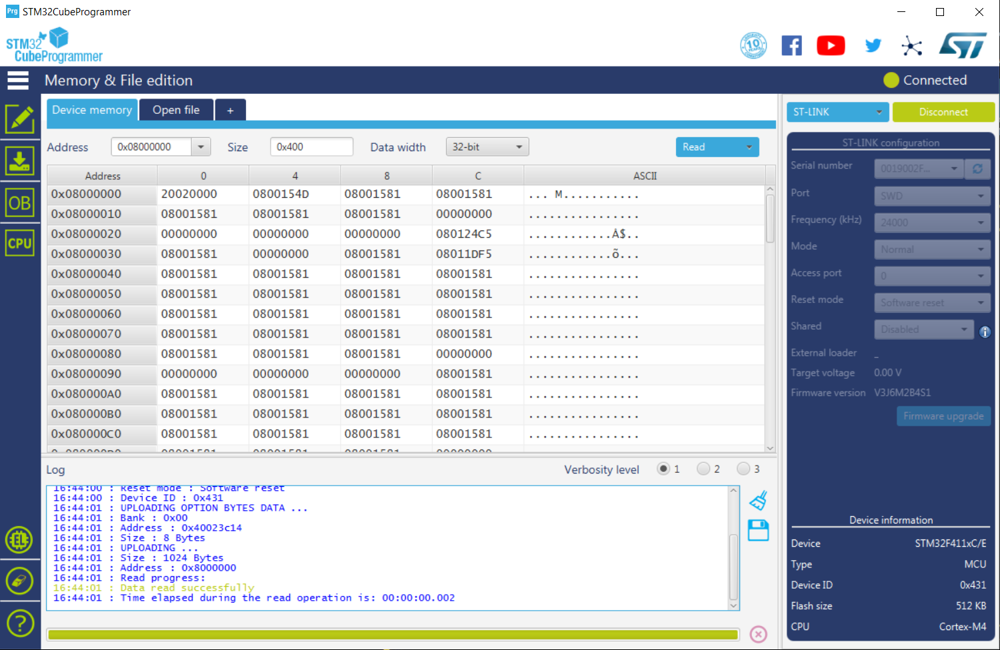 Prg STM32CubeProgrammer
STM32
CubeProgrammer
LONGEVITY 10 YEARS COMMITMENT
ST
Memory & File edition
Connected
Device memory Open file +
Address 0x08000000 Size 0x400 Data width 32-bit Read
Address 0 4 8 C ASCII
0x08000000 20020000 0800154D 08001581 08001581 ... M...........
0x08000010 08001581 08001581 08001581 00000000 ................
0x08000020 00000000 00000000 00000000 080124C5 ............Å$..
0x08000030 08001581 00000000 08001581 08011DF5 ............õ...
0x08000040 08001581 08001581 08001581 08001581 ................
0x08000050 08001581 08001581 08001581 08001581 ................
0x08000060 08001581 08001581 08001581 08001581 ................
0x08000070 08001581 08001581 08001581 08001581 ................
0x08000080 08001581 08001581 08001581 00000000 ................
0x08000090 00000000 00000000 00000000 08001581 ................
0x080000A0 08001581 08001581 08001581 08001581 ................
0x080000B0 08001581 08001581 08001581 08001581 ................
0x080000C0 08001581 08001581 08001581 08001581 ................
OB
CPU
EL
?
Log Verbosity level 1 2 3
16:44:00 : Reset mode : Software reset
16:44:00 : Device ID : 0x431
16:44:01 : UPLOADING OPTION BYTES DATA ...
16:44:01 : Bank : 0x00
16:44:01 : Address : 0x40023c14
16:44:01 : Size : 8 Bytes
16:44:01 : UPLOADING ...
16:44:01 : Size : 1024 Bytes
16:44:01 : Address : 0x8000000
16:44:01 : Read progress:
16:44:01 : Data read successfully
16:44:01 : Time elapsed during the read operation is: 00:00:00.002
ST-LINK Disconnect
ST-LINK configuration
Serial number 0019002F...
Port SWD
Frequency (kHz) 24000
Mode Normal
Access port 0
Reset mode Software reset
Shared Disabled
External loader _
Target voltage 0.00 V
Firmware version V3J6M2B4S1
Firmware upgrade
Device information
Device STM32F411xC/E
Type MCU
Device ID 0x431
Flash size 512 KB
CPU Cortex-M4